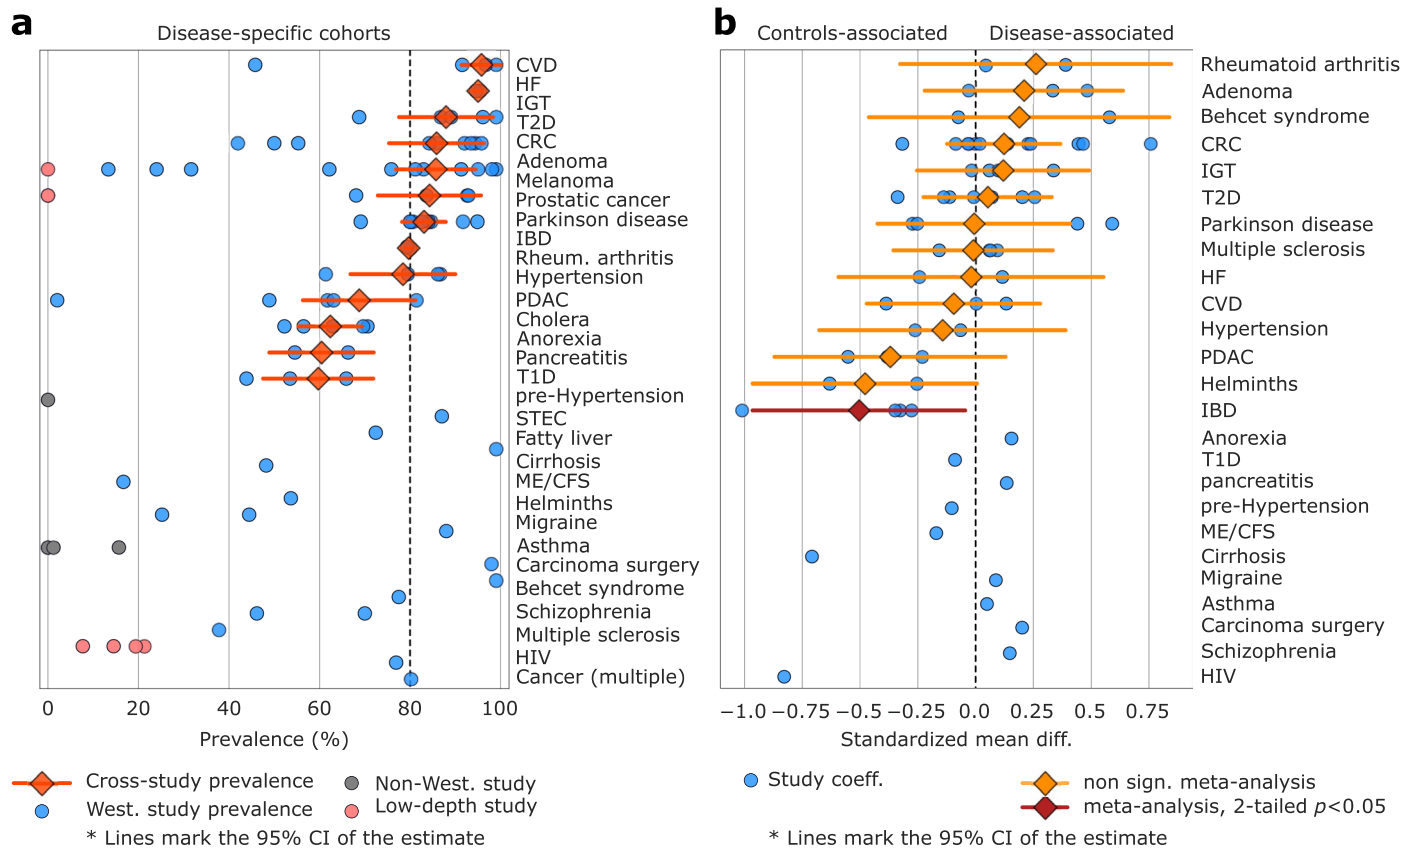 a
Disease-specific cohorts
CVD
HF
IGT
T2D
CRC
Adenoma
Melanoma
Prostatic cancer
Parkinson disease
IBD
Rheum. arthritis
Hypertension
PDAC
Cholera
Anorexia
Pancreatitis
T1D
pre-Hypertension
STEC
Fatty liver
Cirrhosis
ME/CFS
Helminths
Migraine
Asthma
Carcinoma surgery
Behcet syndrome
Schizophrenia
Multiple sclerosis
HIV
Cancer (multiple)
0 20 40 60 80 100
Prevalence (%)
Cross-study prevalence
West. study prevalence
Non-West. study
Low-depth study
* Lines mark the 95% CI of the estimate
b
Controls-associated Disease-associated
Rheumatoid arthritis
Adenoma
Behcet syndrome
CRC
IGT
T2D
Parkinson disease
Multiple sclerosis
HF
CVD
Hypertension
PDAC
Helminths
IBD
Anorexia
T1D
pancreatitis
pre-Hypertension
ME/CFS
Cirrhosis
Migraine
Asthma
Carcinoma surgery
Schizophrenia
HIV
−1.0 −0.75 −0.5 −0.25 0.0 0.25 0.5 0.75
Standardized mean diff.
Study coeff.
non sign. meta-analysis
meta-analysis, 2-tailed p<0.05
* Lines mark the 95% CI of the estimate